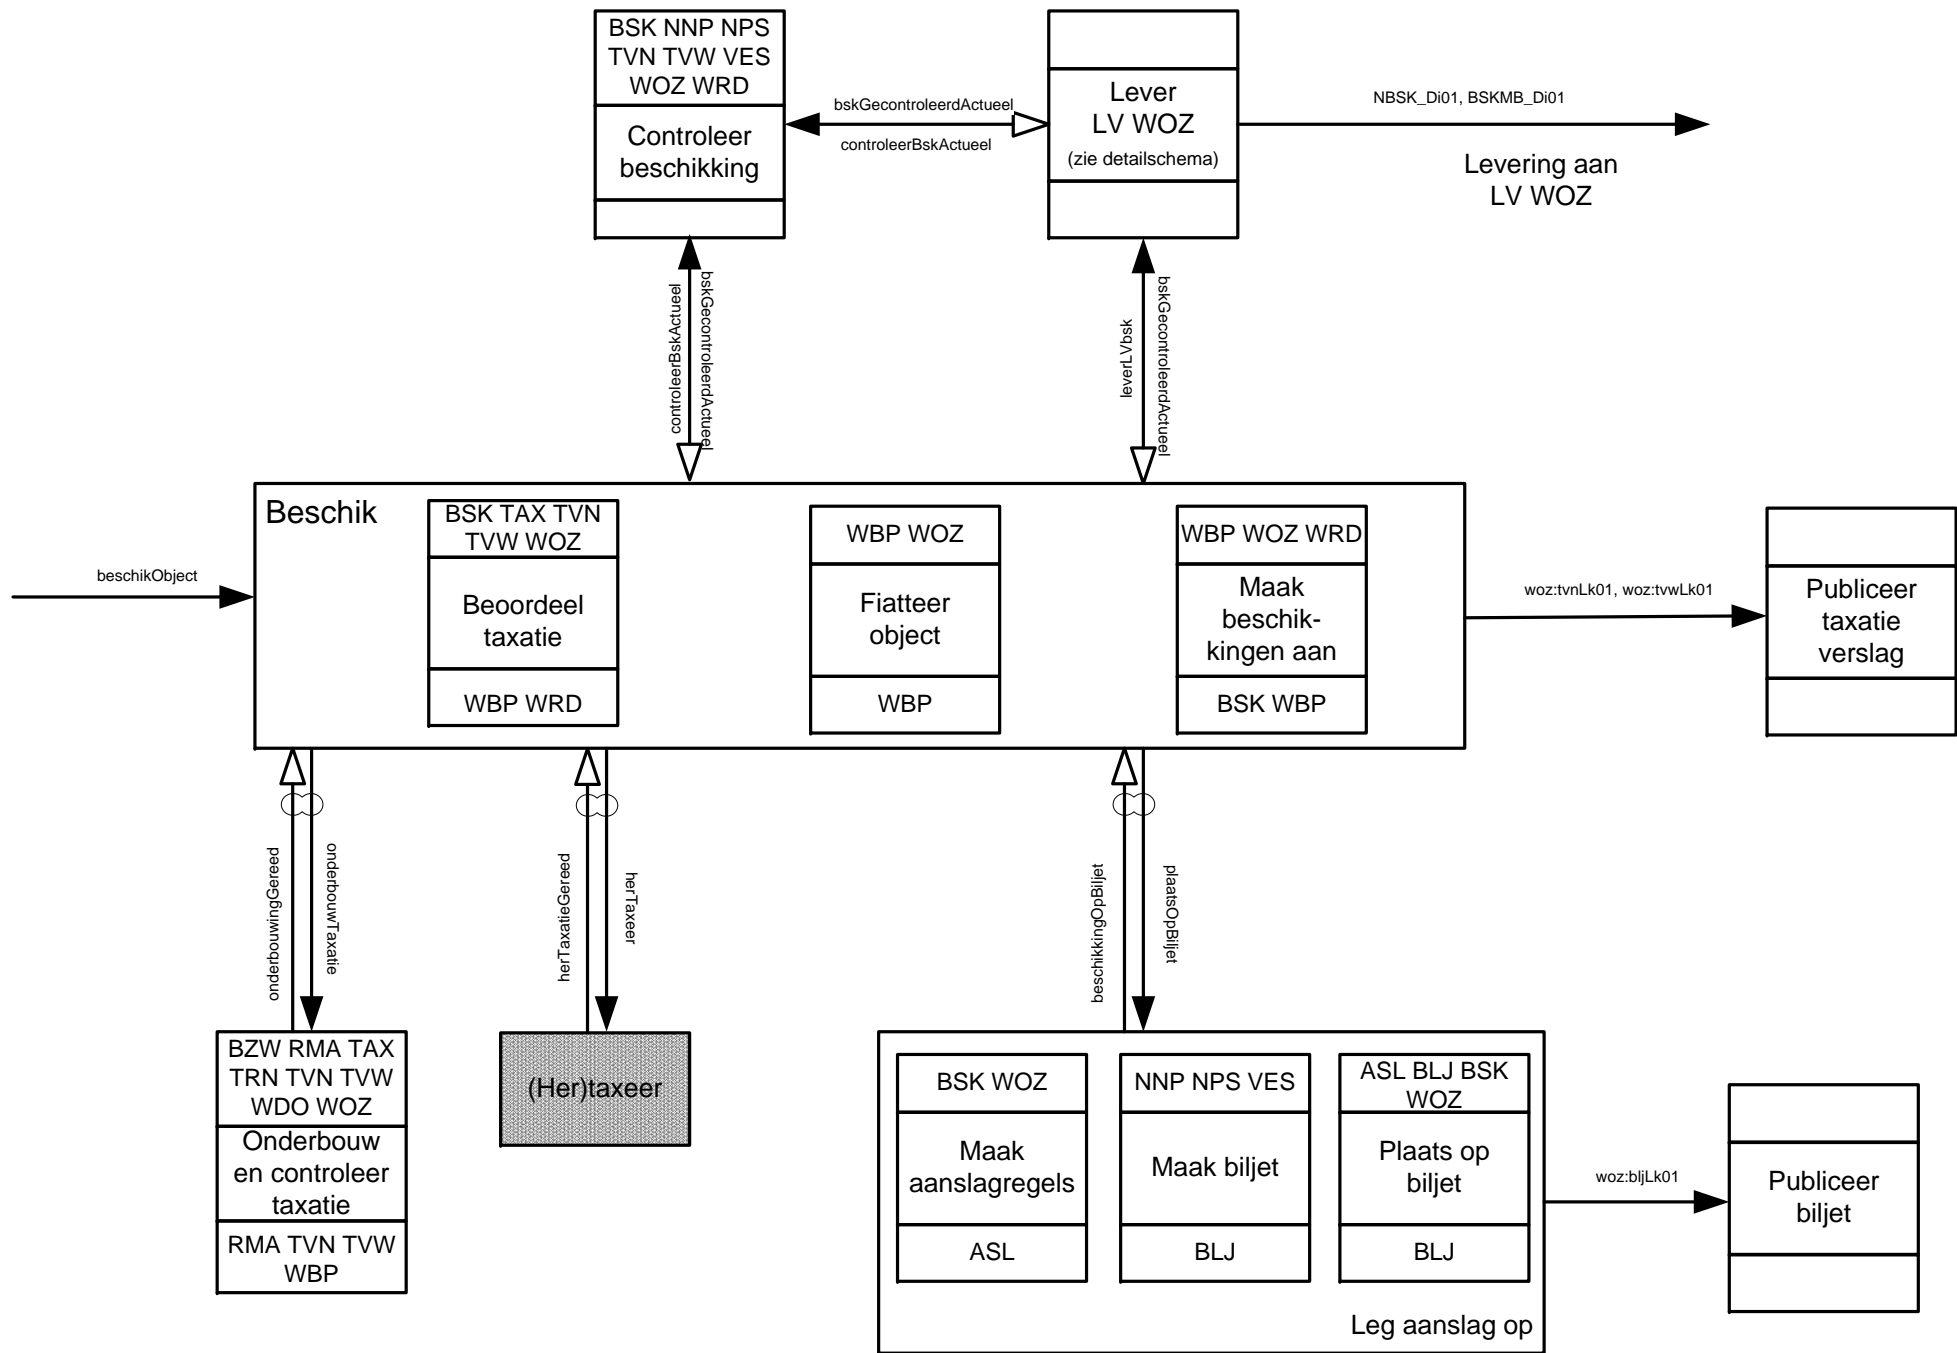 BSK NNP NPS
TVN TVW VES
WOZ WRD
Controleer
beschikking
bskGecontroleerdActueel
controleerBskActueel
Lever
LV WOZ
(zie detailschema)
NBSK_Di01, BSKMB_Di01
Levering aan
LV WOZ
controleerBskActueel
bskGecontroleerdActueel
leverLVbsk
bskGecontroleerdActueel
beschikObject
Beschik
BSK TAX TVN
TVW WOZ
Beoordeel
taxatie
WBP WRD
WBP WOZ
Fiatteer
object
WBP
WBP WOZ WRD
Maak
beschik-
kingen aan
BSK WBP
woz:tvnLk01, woz:tvwLk01
Publiceer
taxatie
verslag
onderbouwingGereed
onderbouwTaxatie
herTaxatieGereed
herTaxeer
beschikkingOpBiljet
plaatsOpBiljet
BZW RMA TAX
TRN TVN TVW
WDO WOZ
Onderbouw
en controleer
taxatie
RMA TVN TVW
WBP
(Her)taxeer
BSK WOZ
Maak
aanslagregels
ASL
NNP NPS VES
Maak biljet
BLJ
ASL BLJ BSK
WOZ
Plaats op
biljet
BLJ
Leg aanslag op
woz:bljLk01
Publiceer
biljet